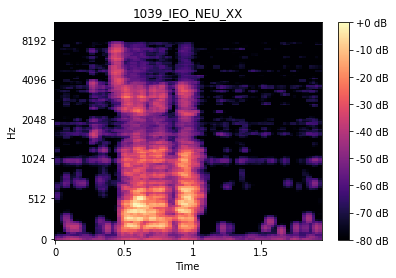 1039_IEO_NEU_XX
8192
4096
2048
1024
512
0
Hz
0
0.5
1
1.5
Time
+0 dB
-10 dB
-20 dB
-30 dB
-40 dB
-50 dB
-60 dB
-70 dB
-80 dB